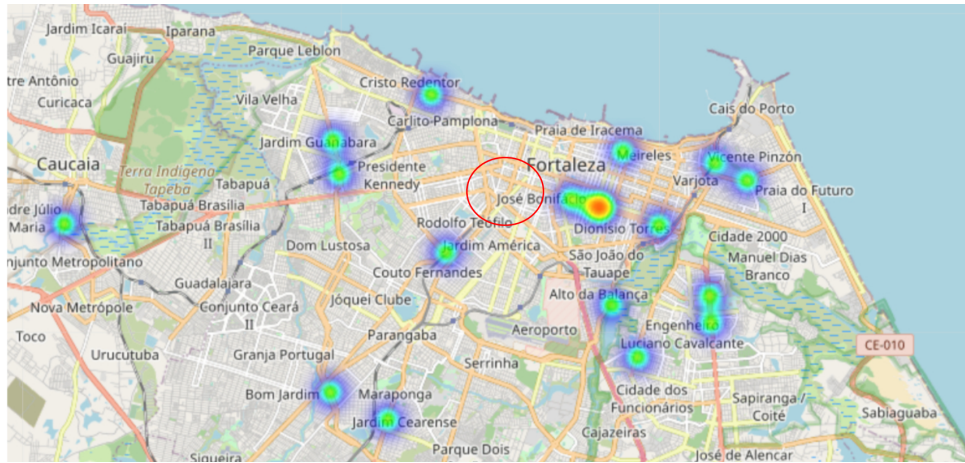 Jardim Icarai
Iparana
Parque Leblon
Guajiru
tre Antônio
Curicaca
Vila Velha
Cristo Redentor
Carlito-Pamplona
Cais do Porto
Praia de Iracema
Caucaia
Terra Indígena
Tapeba
Tabapuá
Jardim Guanabara
Presidente
Kennedy
Fortaleza
Meireles
Vicente Pinzón
Varjota
Praia do Futuro
I
José Bonifácio
dre Júlio
Maria
Tabapuá Brasília
Tabapuá Brasília
II
Rodolfo Teófilo
Dionísio Torres
Cidade 2000
njunto Metropolitano
Dom Lustosa
Jardim América
São João do
Tauape
Manuel Dias
Branco
Couto Fernandes
Guadalajara
Nova Metrópole
Conjunto Ceará
II
Jóquei Clube
Alto da Balança
Toco
Parangaba
Aeroporto
Engenheiro
Luciano Cavalcante
CE-010
Urucutuba
Granja Portugal
Serrinha
Bom Jardim
Maraponga
Cidade dos
Funcionários
Sapiranga /
Coité
Sabiaguaba
Jardim Cearense
Cajazeiras
Parque Dois
Siqueira
José de Alencar